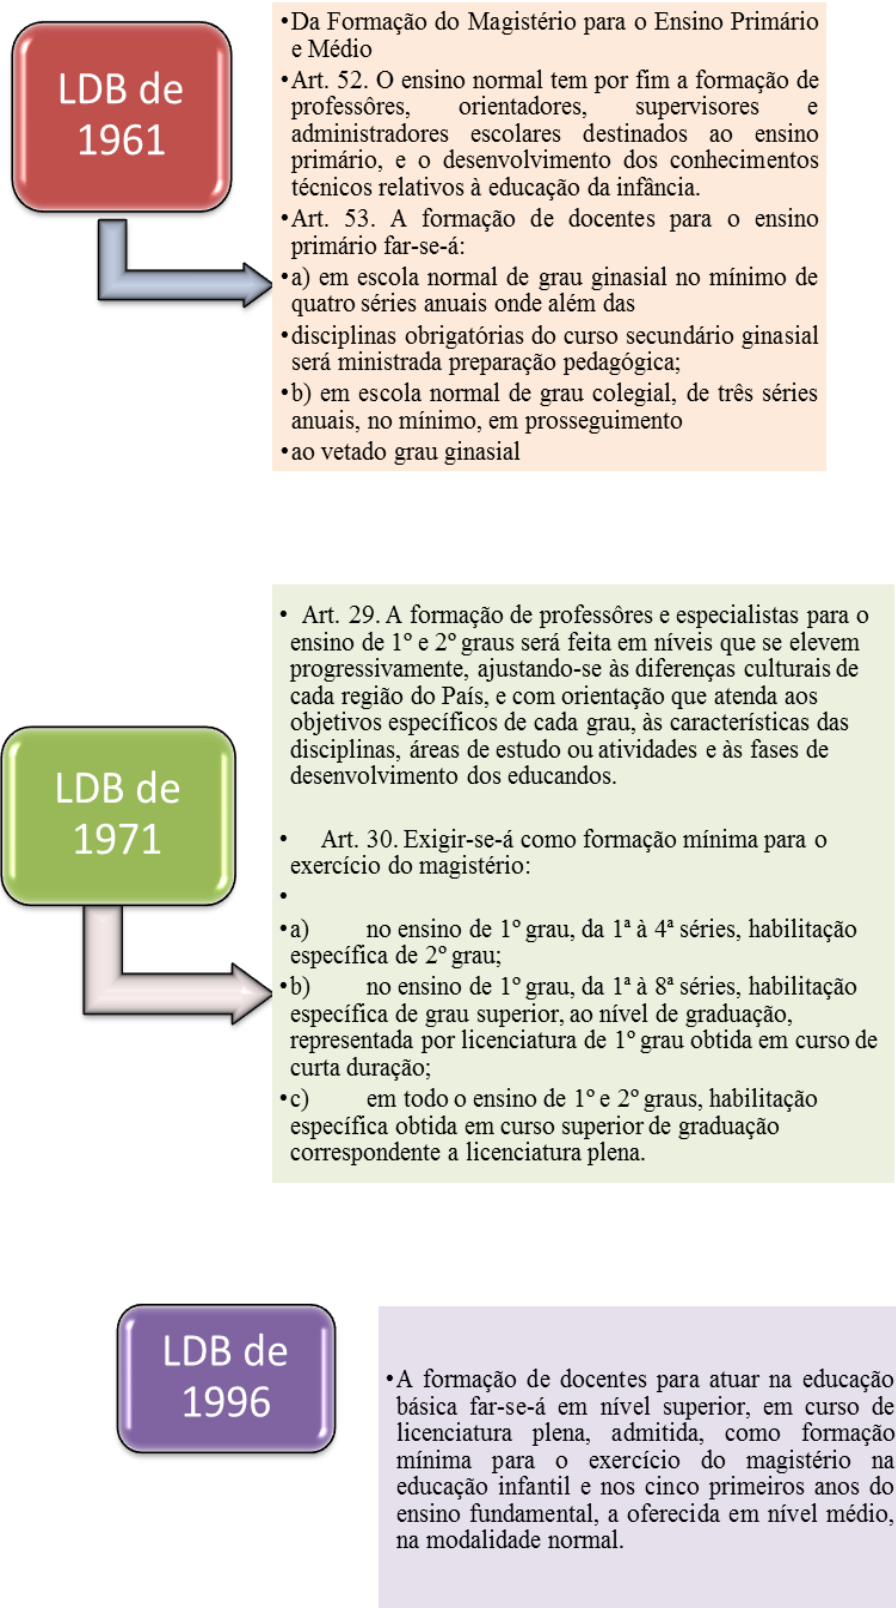 LDB de
1961
•Da Formação do Magistério para o Ensino Primário
e Médio
•Art. 52. O ensino normal tem por fim a formação de
professôres, orientadores, supervisores e
administradores escolares destinados ao ensino
primário, e o desenvolvimento dos conhecimentos
técnicos relativos à educação da infância.
•Art. 53. A formação de docentes para o ensino
primário far-se-á:
•a) em escola normal de grau ginasial no mínimo de
quatro séries anuais onde além das
•disciplinas obrigatórias do curso secundário ginasial
será ministrada preparação pedagógica;
•b) em escola normal de grau colegial, de três séries
anuais, no mínimo, em prosseguimento
•ao vetado grau ginasial
LDB de
1971
• Art. 29. A formação de professôres e especialistas para o
ensino de 1º e 2º graus será feita em níveis que se elevem
progressivamente, ajustando-se às diferenças culturais de
cada região do País, e com orientação que atenda aos
objetivos específicos de cada grau, às características das
disciplinas, áreas de estudo ou atividades e às fases de
desenvolvimento dos educandos.
• Art. 30. Exigir-se-á como formação mínima para o
exercício do magistério:
•
•a) no ensino de 1º grau, da 1ª à 4ª séries, habilitação
específica de 2º grau;
•b) no ensino de 1º grau, da 1ª à 8ª séries, habilitação
específica de grau superior, ao nível de graduação,
representada por licenciatura de 1º grau obtida em curso de
curta duração;
•c) em todo o ensino de 1º e 2º graus, habilitação
específica obtida em curso superior de graduação
correspondente a licenciatura plena.
LDB de
1996
•A formação de docentes para atuar na educação
básica far-se-á em nível superior, em curso de
licenciatura plena, admitida, como formação
mínima para o exercício do magistério na
educação infantil e nos cinco primeiros anos do
ensino fundamental, a oferecida em nível médio,
na modalidade normal.